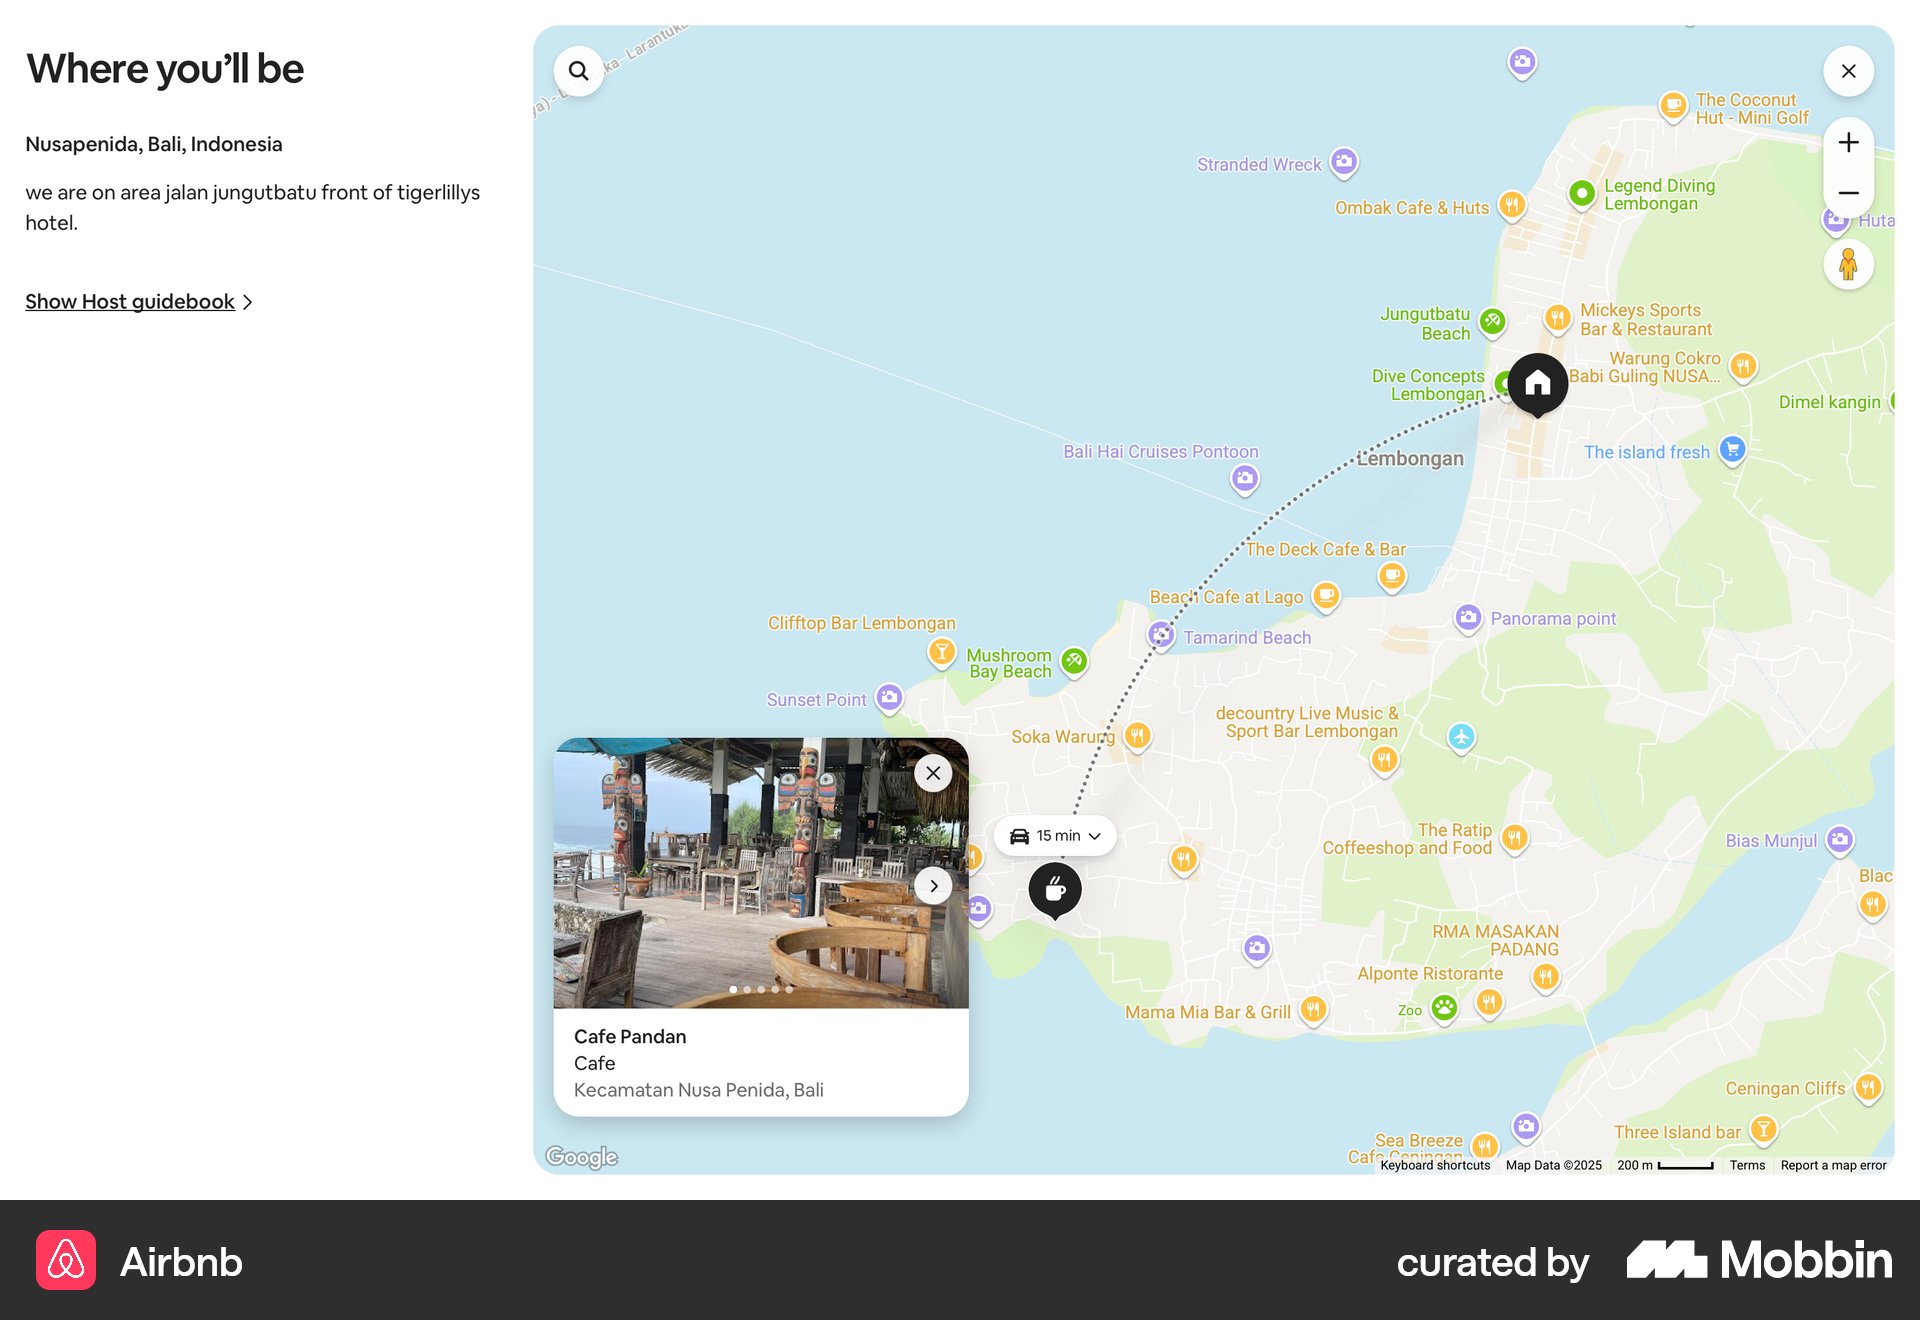 Where you'll be
Nusapenida, Bali, Indonesia
we are on area jalan jungutbatu front of tigerlillys
hotel.
Show Host guidebook
ka - Larantuka
ya) -
The Coconut
Hut - Mini Golf
Stranded Wreck
Ombak Cafe & Huts
Legend Diving
Lembongan
Huta
Jungutbatu
Beach
Mickeys Sports
Bar & Restaurant
Warung Cokro
Babi Guling NUSA...
Dive Concepts
Lembongan
Dimel kangin
Bali Hai Cruises Pontoon
Lembongan
The island fresh
The Deck Cafe & Bar
Beach Cafe at Lago
Clifftop Bar Lembongan
Tamarind Beach
Panorama point
Mushroom
Bay Beach
Sunset Point
decountry Live Music &
Sport Bar Lembongan
Soka Warung
15 min
The Ratip
Coffeeshop and Food
Bias Munjul
Blac
RMA MASAKAN
PADANG
Alponte Ristorante
Zoo
Mama Mia Bar & Grill
Cafe Pandan
Cafe
Kecamatan Nusa Penida, Bali
Ceningan Cliffs
Three Island bar
Sea Breeze
Cafe Ceningan
Google
Keyboard shortcuts
Map Data ©2025
200 m
Terms
Report a map error
Airbnb
curated by
Mobbin